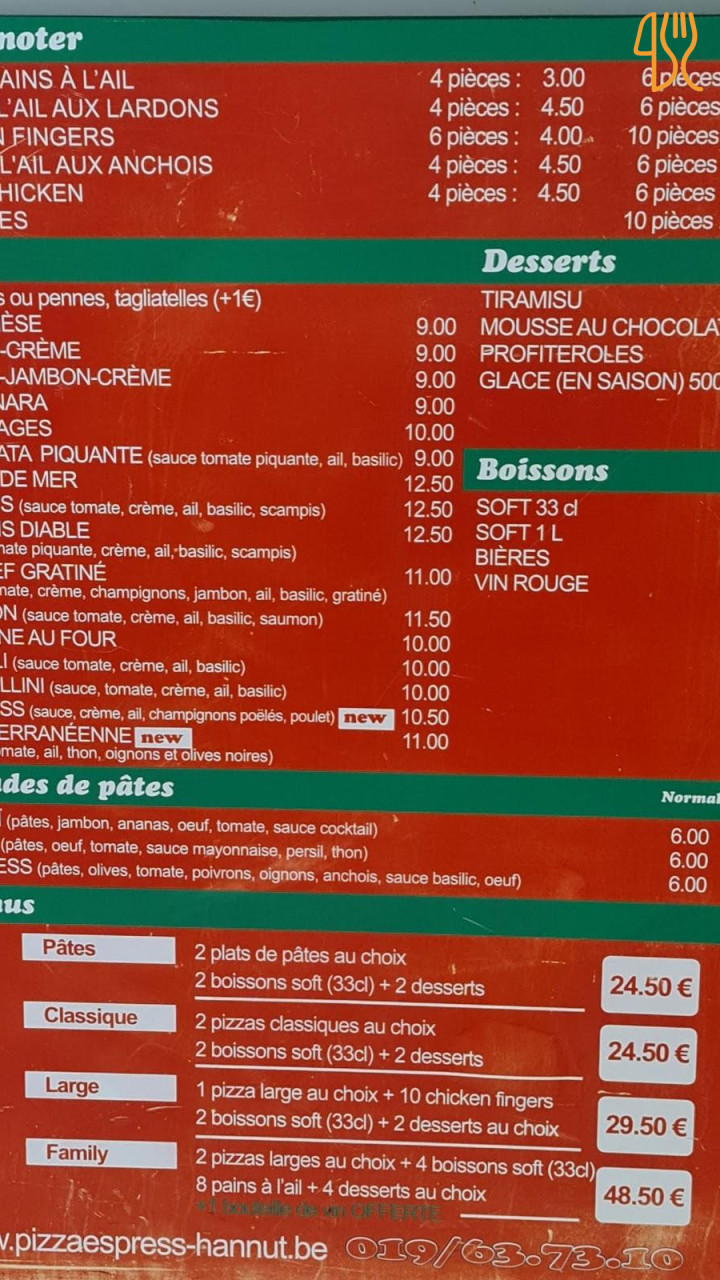 noter
AINS À L'AIL 4 pièces : 3.00 6 pièces
L'AIL AUX LARDONS 4 pièces : 4.50 6 pièces
N FINGERS 6 pièces : 4.00 10 pièces
L'AIL AUX ANCHOIS 4 pièces : 4.50 6 pièces
HICKEN 4 pièces : 4.50 6 pièces
ES 10 pièces
s ou pennes, tagliatelles (+1€)
ÈSE 9.00
-CRÈME 9.00
-JAMBON-CRÈME 9.00
NARA 9.00
AGES 10.00
ATA PIQUANTE (sauce tomate piquante, ail, basilic) 9.00
DE MER 12.50
S (sauce tomate, crème, ail, basilic, scampis) 12.50
IS DIABLE 12.50
mate piquante, crème, ail, basilic, scampis)
EF GRATINÉ 11.00
mate, crème, champignons, jambon, ail, basilic, gratiné)
ON (sauce tomate, crème, ail, basilic, saumon) 11.50
NE AU FOUR 10.00
LI (sauce tomate, crème, ail, basilic) 10.00
LLINI (sauce, tomate, crème, ail, basilic) 10.00
SS (sauce, crème, ail, champignons poëlés, poulet) new 10.50
ERRANÉENNE new 11.00
mate, ail, thon, oignons et olives noires)
Desserts
TIRAMISU
MOUSSE AU CHOCOLAT
PROFITEROLES
GLACE (EN SAISON) 500
Boissons
SOFT 33 cl
SOFT 1 L
BIÈRES
VIN ROUGE
ades de pâtes Normal
Ï (pâtes, jambon, ananas, oeuf, tomate, sauce cocktail) 6.00
(pâtes, oeuf, tomate, sauce mayonnaise, persil, thon) 6.00
ESS (pâtes, olives, tomate, poivrons, oignons, anchois, sauce basilic, oeuf) 6.00
nus
Pâtes 2 plats de pâtes au choix
2 boissons soft (33cl) + 2 desserts 24.50 €
Classique 2 pizzas classiques au choix
2 boissons soft (33cl) + 2 desserts 24.50 €
Large 1 pizza large au choix + 10 chicken fingers
2 boissons soft (33cl) + 2 desserts au choix 29.50 €
Family 2 pizzas larges au choix + 4 boissons soft (33cl)
8 pains à l'ail + 4 desserts au choix 48.50 €
+1 bouteille de vin OFFERTE
w.pizzaespress-hannut.be 019/63.73.10